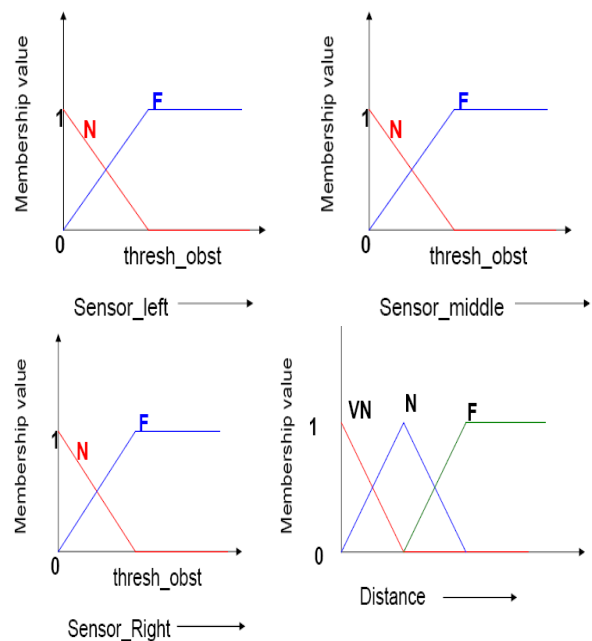 Membership value
1
N
F
0
thresh_obst
Sensor_left
Membership value
1
N
F
0
thresh_obst
Sensor_middle
Membership value
1
N
F
0
thresh_obst
Sensor_Right
Membership value
1
VN
N
F
0
Distance